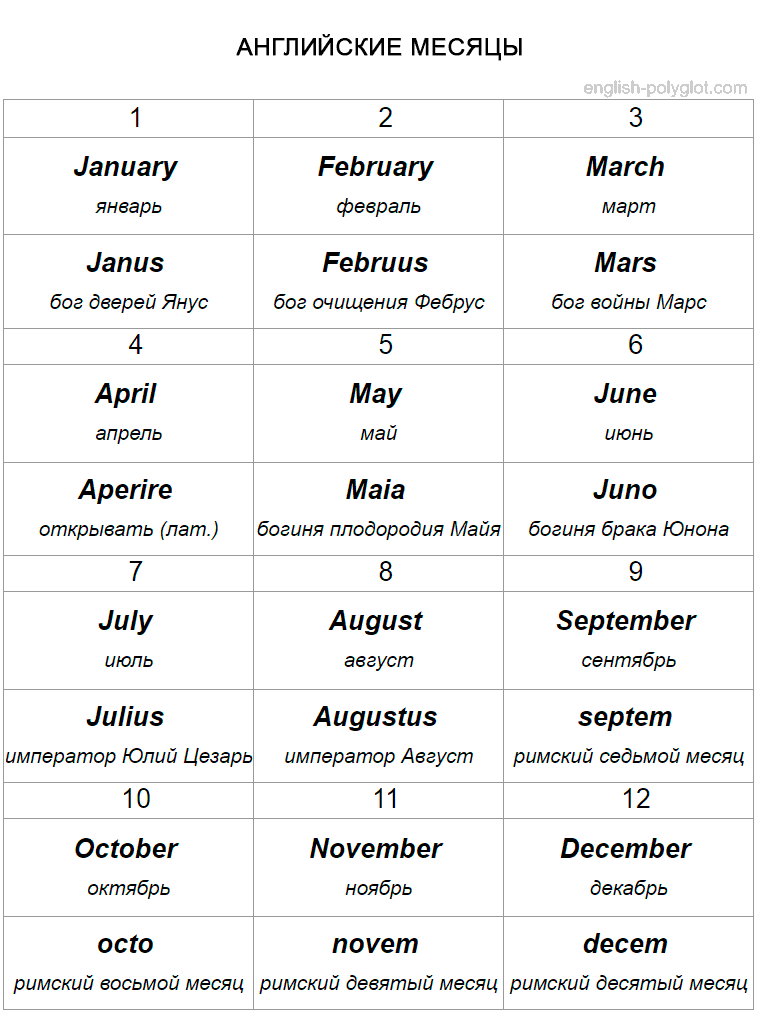 АНГЛИЙСКИЕ МЕСЯЦЫ
english-polyglot.com
1 2 3
January February March
январь февраль март
Janus Februus Mars
бог дверей Янус бог очищения Фебрус бог войны Марс
4 5 6
April May June
апрель май июнь
Aperire Maia Juno
открывать (лат.) богиня плодородия Майя богиня брака Юнона
7 8 9
July August September
июль август сентябрь
Julius Augustus septem
император Юлий Цезарь император Август римский седьмой месяц
10 11 12
October November December
октябрь ноябрь декабрь
octo novem decem
римский восьмой месяц римский девятый месяц римский десятый месяц